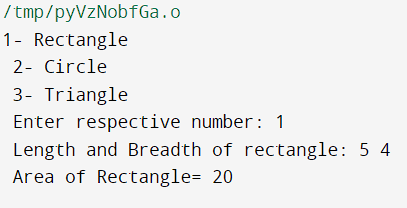 /tmp/pyVzNobfGa.o
1- Rectangle
2- Circle
3- Triangle
Enter respective number: 1
Length and Breadth of rectangle: 5 4
Area of Rectangle= 20